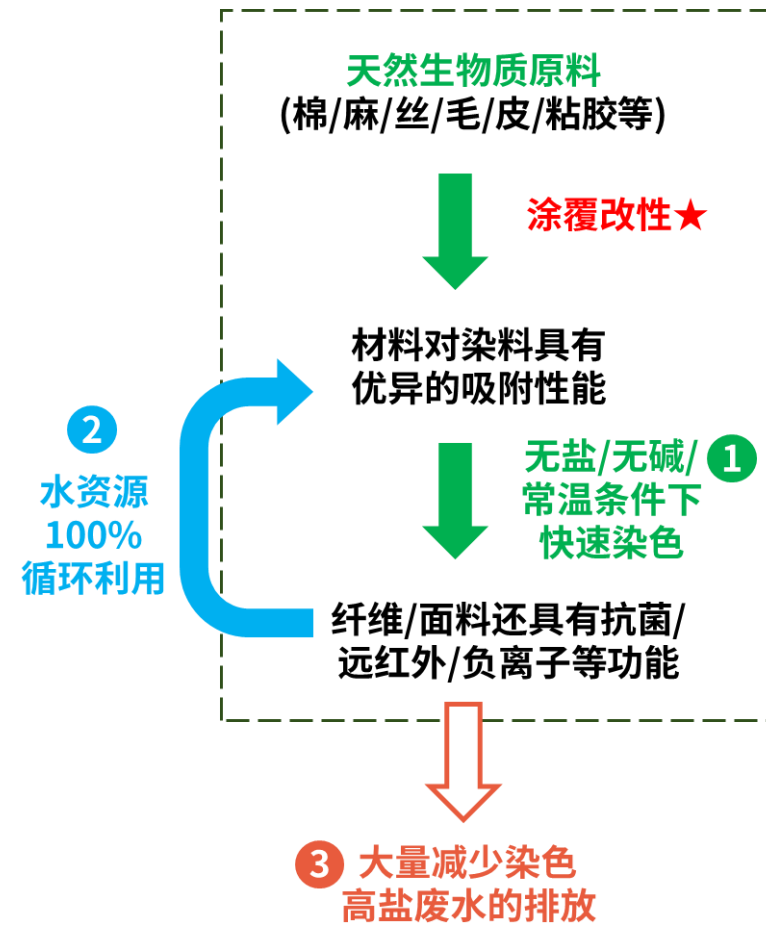 天然生物质原料
(棉/麻/丝/毛/皮/粘胶等)
涂覆改性★
材料对染料具有
优异的吸附性能
2
水资源
100%
循环利用
无盐/无碱/ 1
常温条件下
快速染色
纤维/面料还具有抗菌/
远红外/负离子等功能
3 大量减少染色
高盐废水的排放